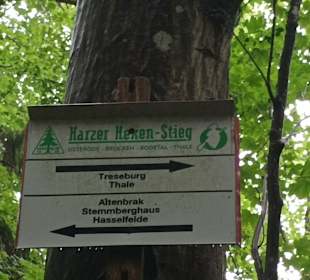 Harzer Hexen-Stieg
OSTERODE - BROCKEN - BODETAL - THALE
Treseburg
Thale
Altenbrak
Stemmberghaus
Hasselfelde